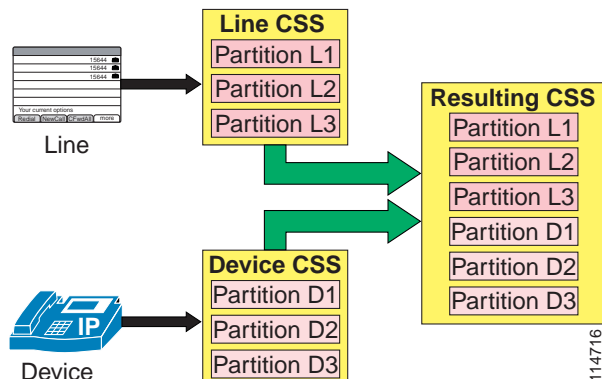 Line CSS
Partition L1
Partition L2
Partition L3
15644
15644
15644
Your current options
Redial NewCall CFwdAll more
Line
Resulting CSS
Partition L1
Partition L2
Partition L3
Partition D1
Partition D2
Partition D3
Device CSS
Partition D1
Partition D2
Partition D3
IP
Device
114716